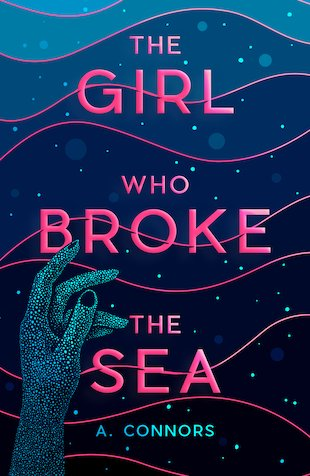 THE
GIRL
WHO
BROKE
THE
SEA
A. CONNORS